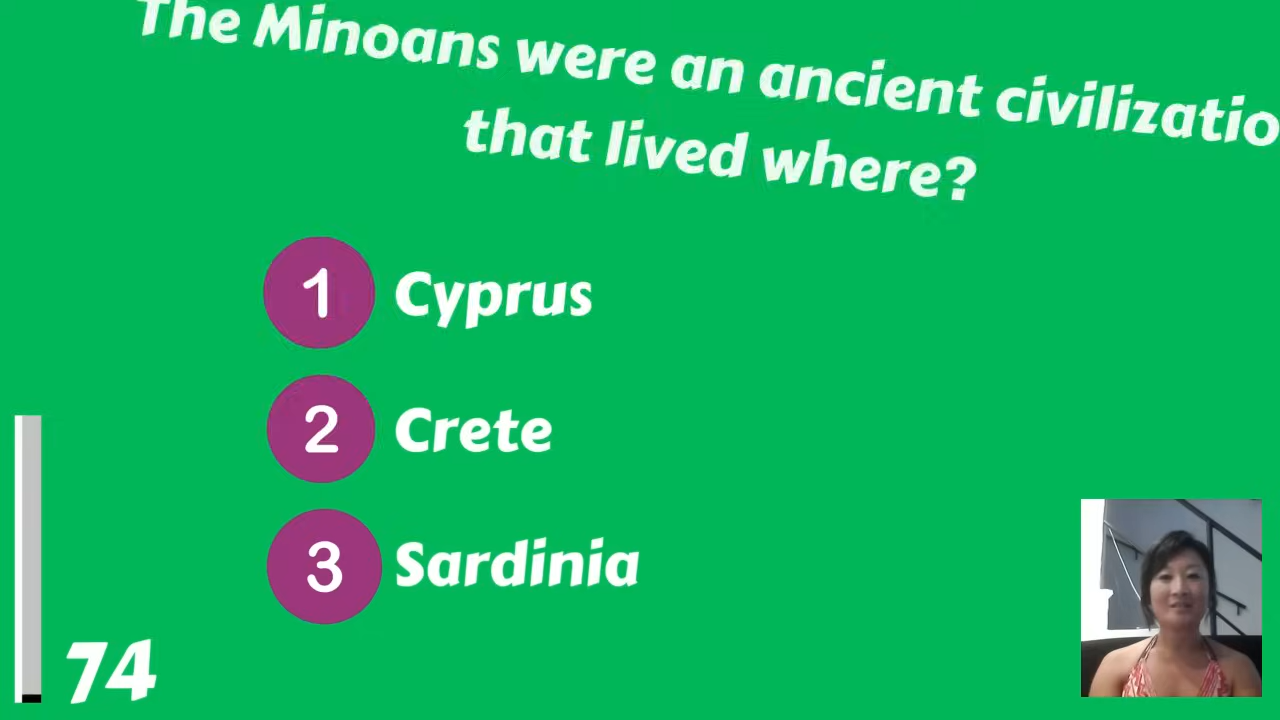 The Minoans were an ancient civilizatio
that lived where?
1 Cyprus
2 Crete
3 Sardinia
74